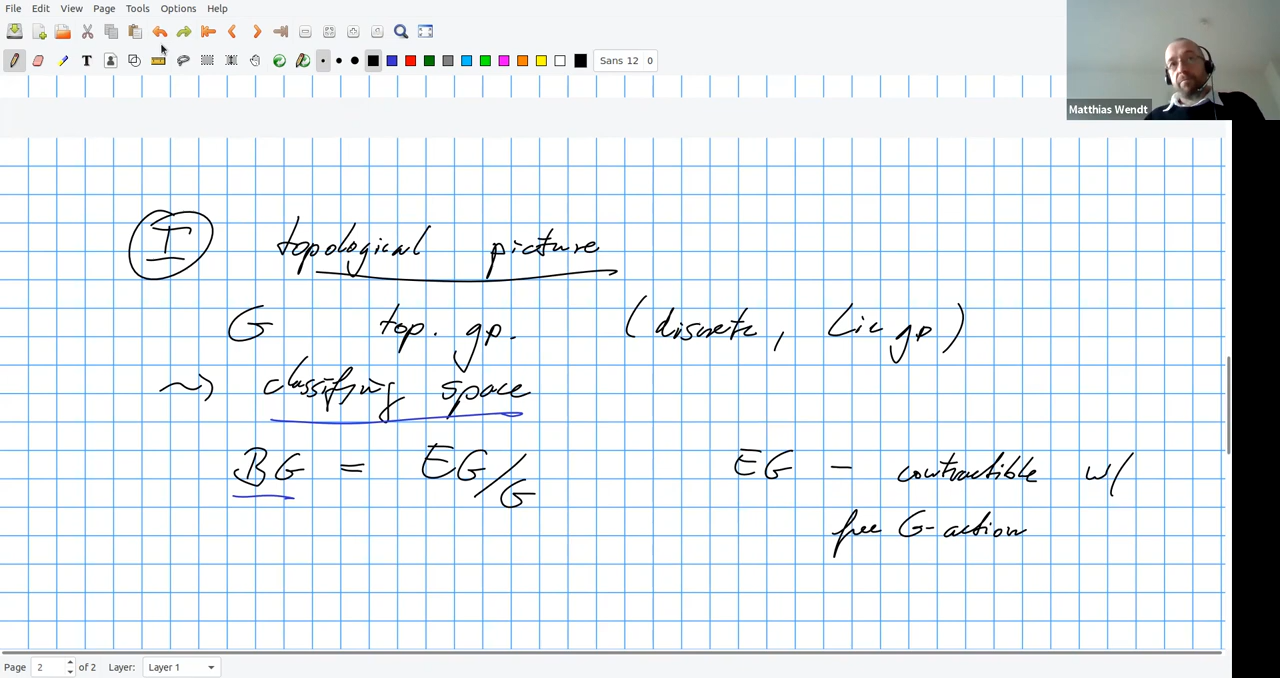 File Edit View Page Tools Options Help
Sans 12 0
Matthias Wendt
I topological picture
G top. gp. (discrete, Lie gp)
⇝ classifying space
BG = EG/G EG – contractible w/
free G-action
Page 2 of 2 Layer: Layer 1